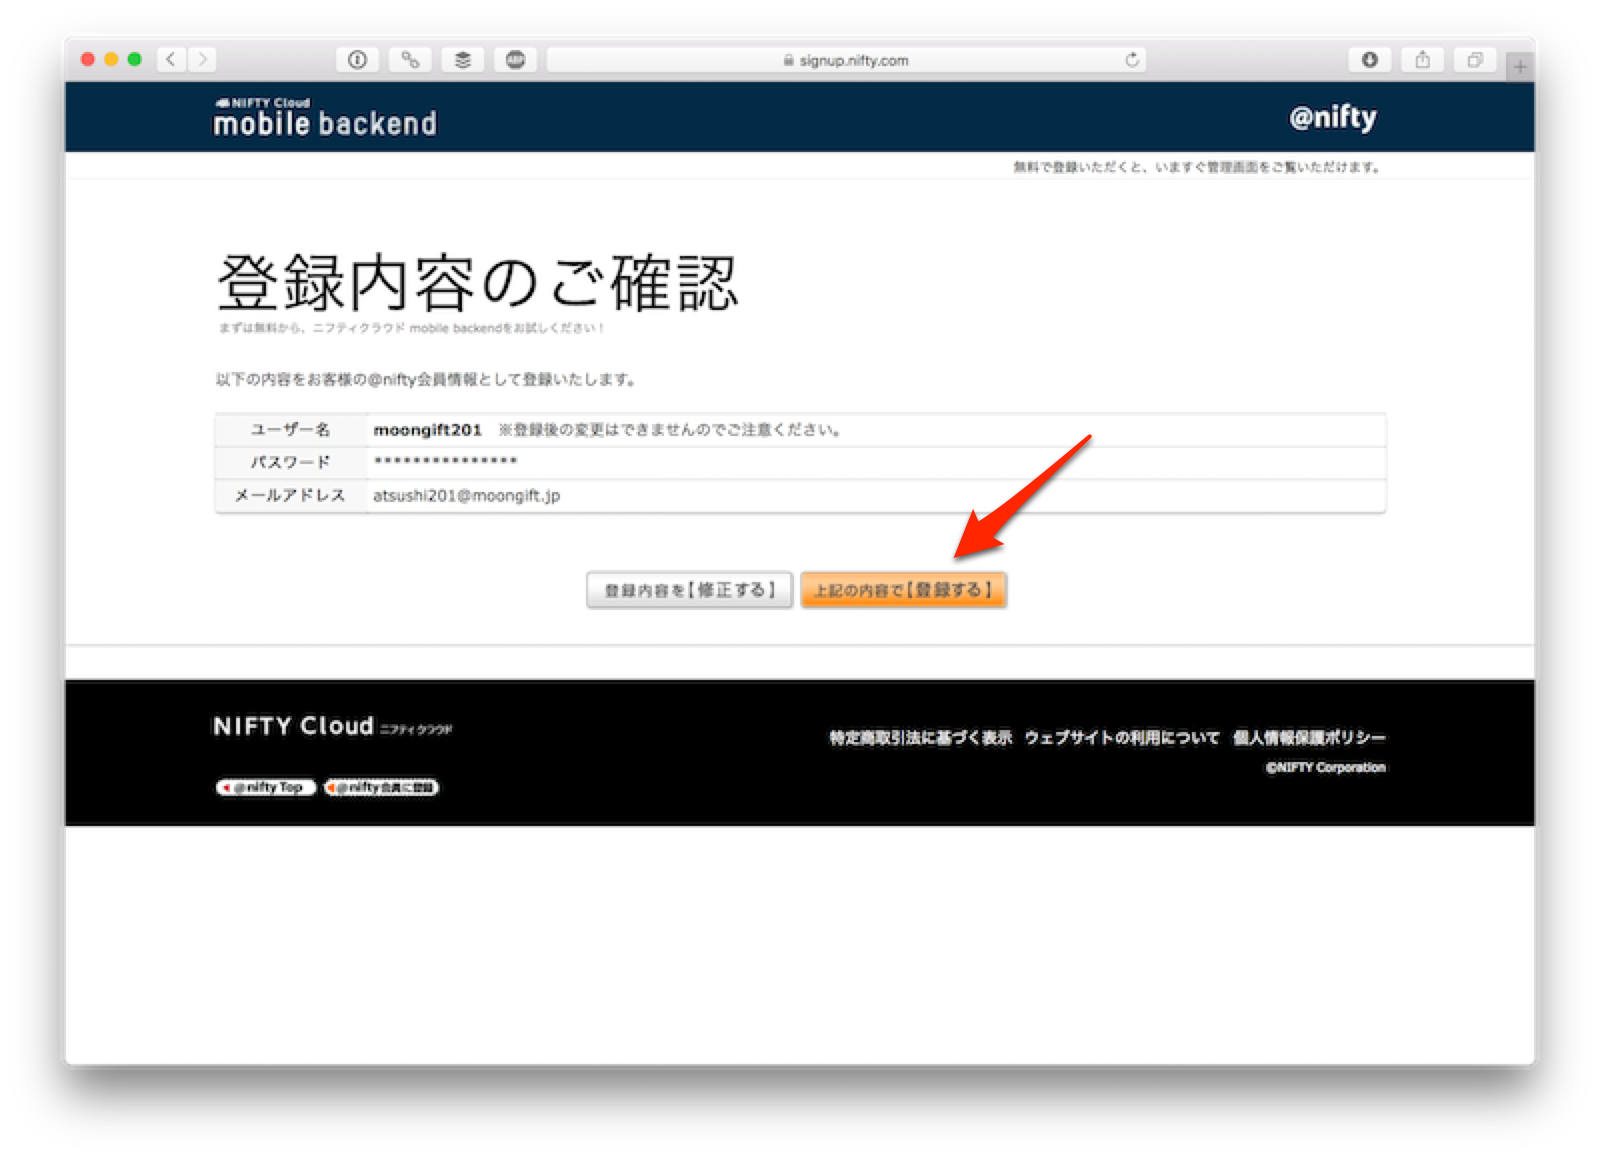 signup.nifty.com
NIFTY Cloud
mobile backend
@nifty
無料で登録いただくと、いますぐ管理画面をご覧いただけます。
登録内容のご確認
まずは無料から、ニフティクラウド mobile backendをお試しください！
以下の内容をお客様の@nifty会員情報として登録いたします。
ユーザー名 moongift201 ※登録後の変更はできませんのでご注意ください。
パスワード ***************
メールアドレス atsushi201@moongift.jp
登録内容を【修正する】 上記の内容で【登録する】
NIFTY Cloud ニフティクラウド
特定商取引法に基づく表示 ウェブサイトの利用について 個人情報保護ポリシー
©NIFTY Corporation
@nifty Top @nifty会員に登録